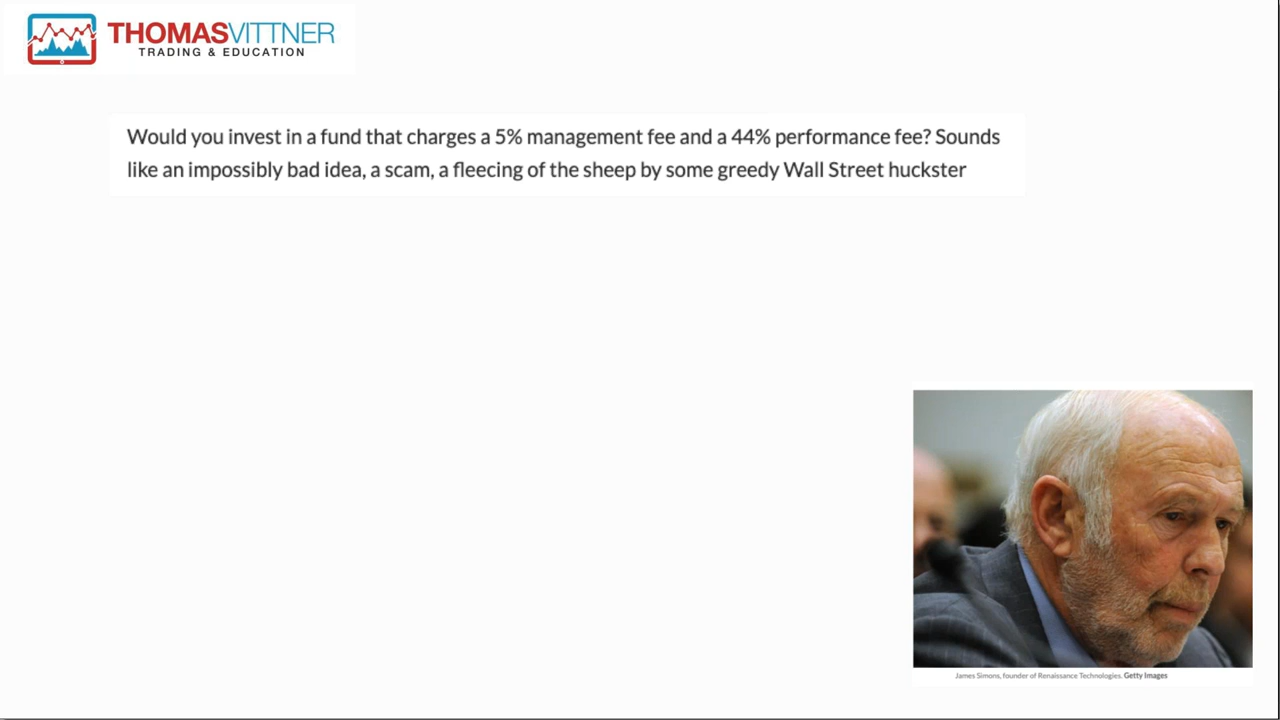 THOMASVITTNER
TRADING & EDUCATION
Would you invest in a fund that charges a 5% management fee and a 44% performance fee? Sounds
like an impossibly bad idea, a scam, a fleecing of the sheep by some greedy Wall Street huckster
James Simons, founder of Renaissance Technologies. Getty Images